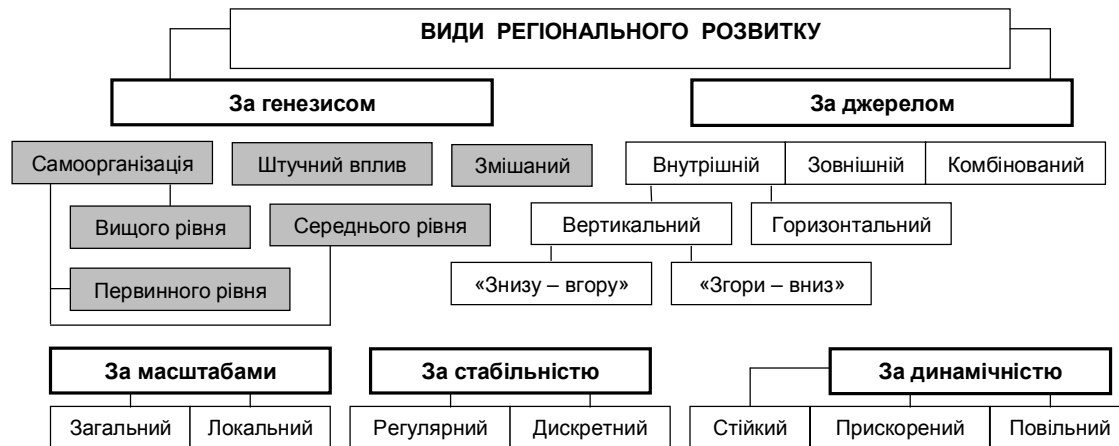 ВИДИ РЕГІОНАЛЬНОГО РОЗВИТКУ
За генезисом
За джерелом
Самоорганізація
Штучний вплив
Змішаний
Внутрішній
Зовнішній
Комбінований
Вищого рівня
Середнього рівня
Вертикальний
Горизонтальний
Первинного рівня
«Знизу – вгору»
«Згори – вниз»
За масштабами
За стабільністю
За динамічністю
Загальний
Локальний
Регулярний
Дискретний
Стійкий
Прискорений
Повільний